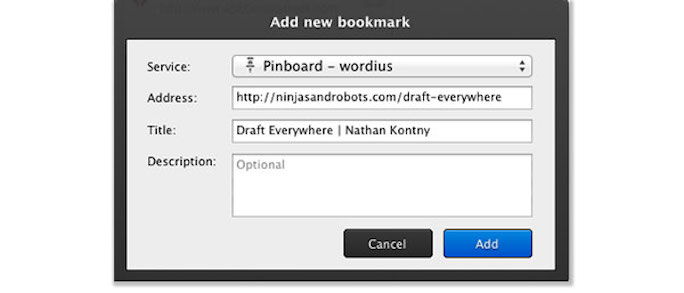 Add new bookmark
Service: Pinboard – wordius
Address: http://ninjasandrobots.com/draft-everywhere
Title: Draft Everywhere | Nathan Kontny
Description: Optional
Cancel Add